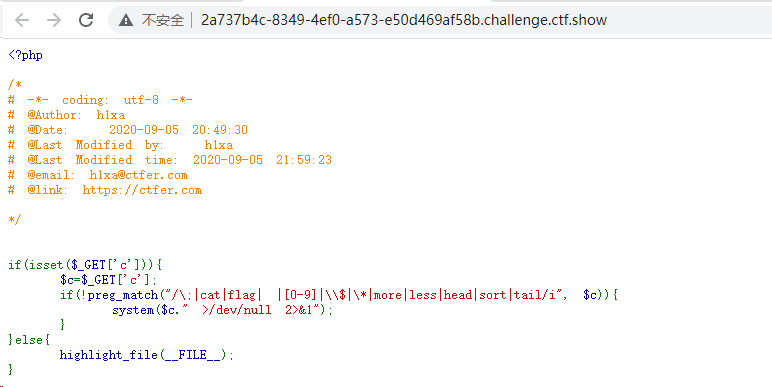 不安全 | 2a737b4c-8349-4ef0-a573-e50d469af58b.challenge.ctf.show
<?php
/*
# -*- coding: utf-8 -*-
# @Author: h1xa
# @Date:   2020-09-05 20:49:30
# @Last Modified by:   h1xa
# @Last Modified time: 2020-09-05 21:59:23
# @email: h1xa@ctfer.com
# @link: https://ctfer.com
*/
if(isset($_GET['c'])){
    $c=$_GET['c'];
    if(!preg_match("/\;|cat|flag| |[0-9]|\\$|\*|more|less|head|sort|tail/i", $c)){
        system($c." >/dev/null 2>&1");
    }
}else{
    highlight_file(__FILE__);
}